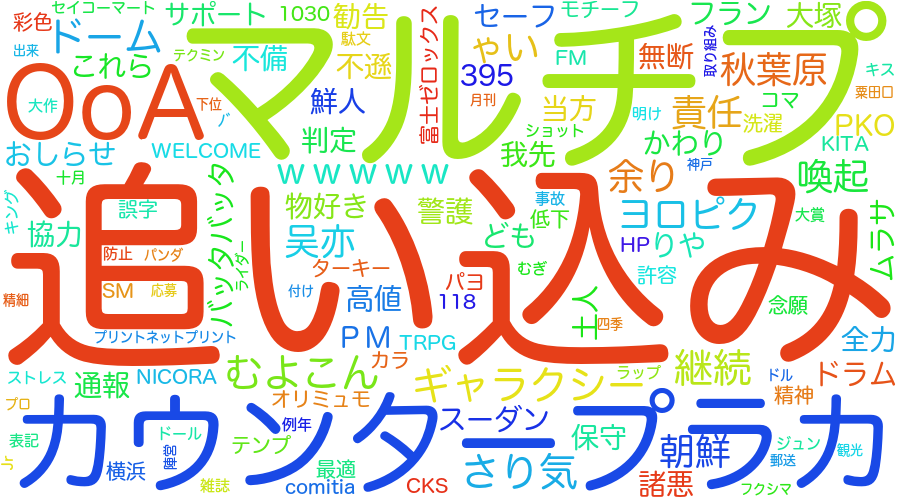 セイコーマート
サポート
1030
勧告
セーフ
モチーフ
フラン
大塚
彩色
出来
ドーム
テクミン
不備
駄文
不遜
富士ゼロックス
ゃい
FM
無断
取り組み
秋葉原
キス
これら
マルチプ
395
月刊
当方
責任
コマ
粟田口
OoA
大作
下位
鮮人
判定
ショット
明け
洗濯
PKO
おしらせ
WELCOME
我先
かわり
神戸
KITA
十月
wwwww
余り
喚起
キング
誤字
バッタバッタ
物好き
警護
低下
事故
ヨロピク
大賞
ムラサ
協力
防止
パンダ
ライダー
呉亦
ども
HP
りや
追い込み
精細
SM
応募
ターキー
付け
高値
パヨ
118
むぎ
許容
土人
四季
念願
プリントネットプリント
PM
TRPG
全力
ストレス
通報
NICORA
むよこん
カラ
ギャラクシー
ラップ
継続
ドル
ドラム
プロ
オリミュモ
精神
カウンタープラカ
表記
ドール
テンプ
例年
スーダン
保守
朝鮮
ジュン
観光
Jr
横浜
陣営
雑誌
最適
comitia
CKS
さり気
諸悪
郵送
フクシマ